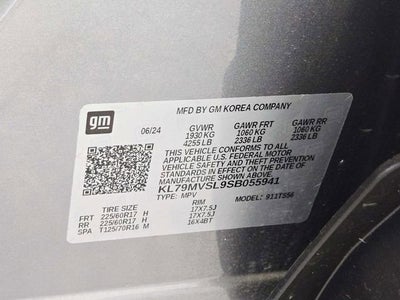 gm
MFD BY GM KOREA COMPANY
06/24 GVWR GAWR FRT GAWR RR
1930 KG 1060 KG 1060 KG
4255 LB 2336 LB 2336 LB
THIS VEHICLE CONFORMS TO ALL
APPLICABLE U.S. FEDERAL MOTOR
VEHICLE SAFETY AND THEFT PREVENTION
STANDARDS IN EFFECT ON THE DATE OF
MANUFACTURE SHOWN ABOVE.
KL79MVSL9SB055941
TYPE: MPV MODEL: 911TS56
TIRE SIZE RIM
FRT 225/60R17 H 17X7.5J
RR 225/60R17 H 17X7.5J
SPA T125/70R16 M 16X4BT